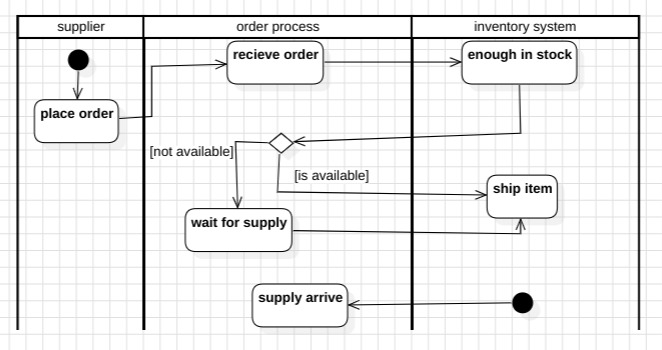 supplier
order process
inventory system
recieve order
enough in stock
place order
[not available]
[is available]
ship item
wait for supply
supply arrive